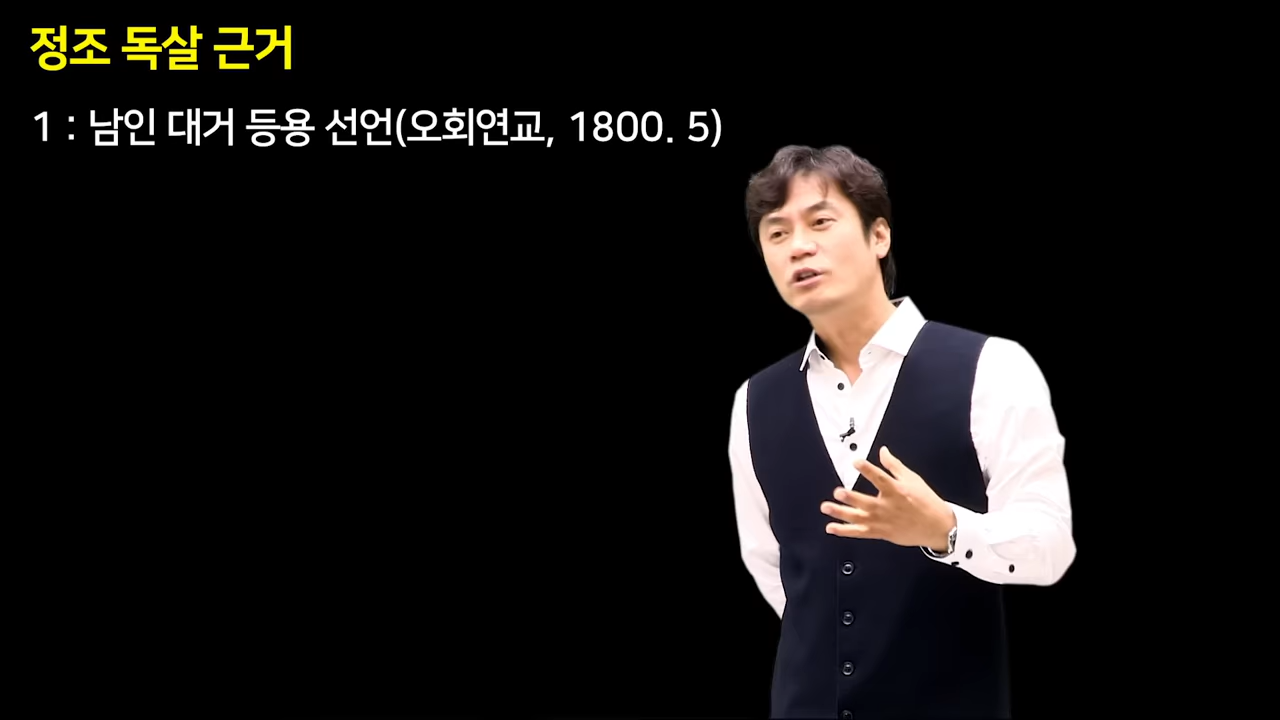 정조 독살 근거
1 : 남인 대거 등용 선언(오회연교, 1800. 5)